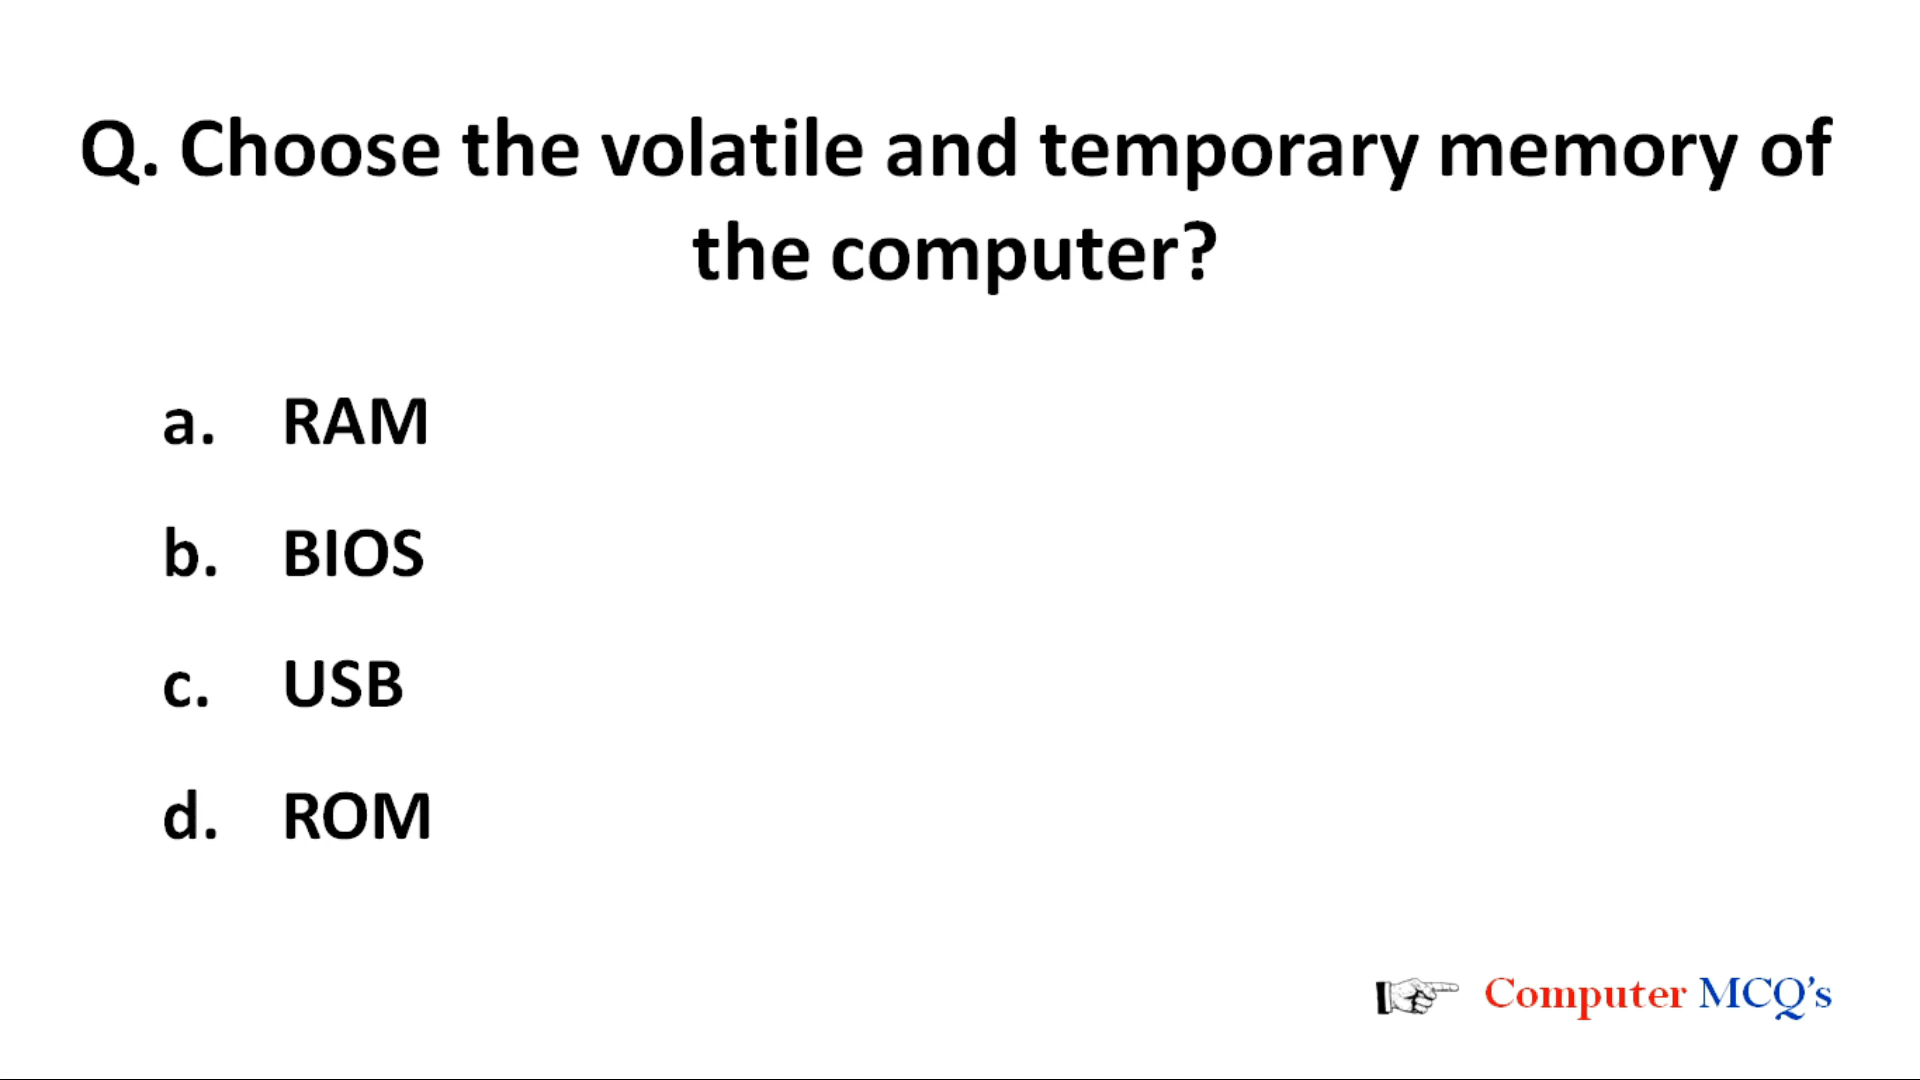 Q. Choose the volatile and temporary memory of
the computer?
a. RAM
b. BIOS
c. USB
d. ROM
Computer MCQ’s